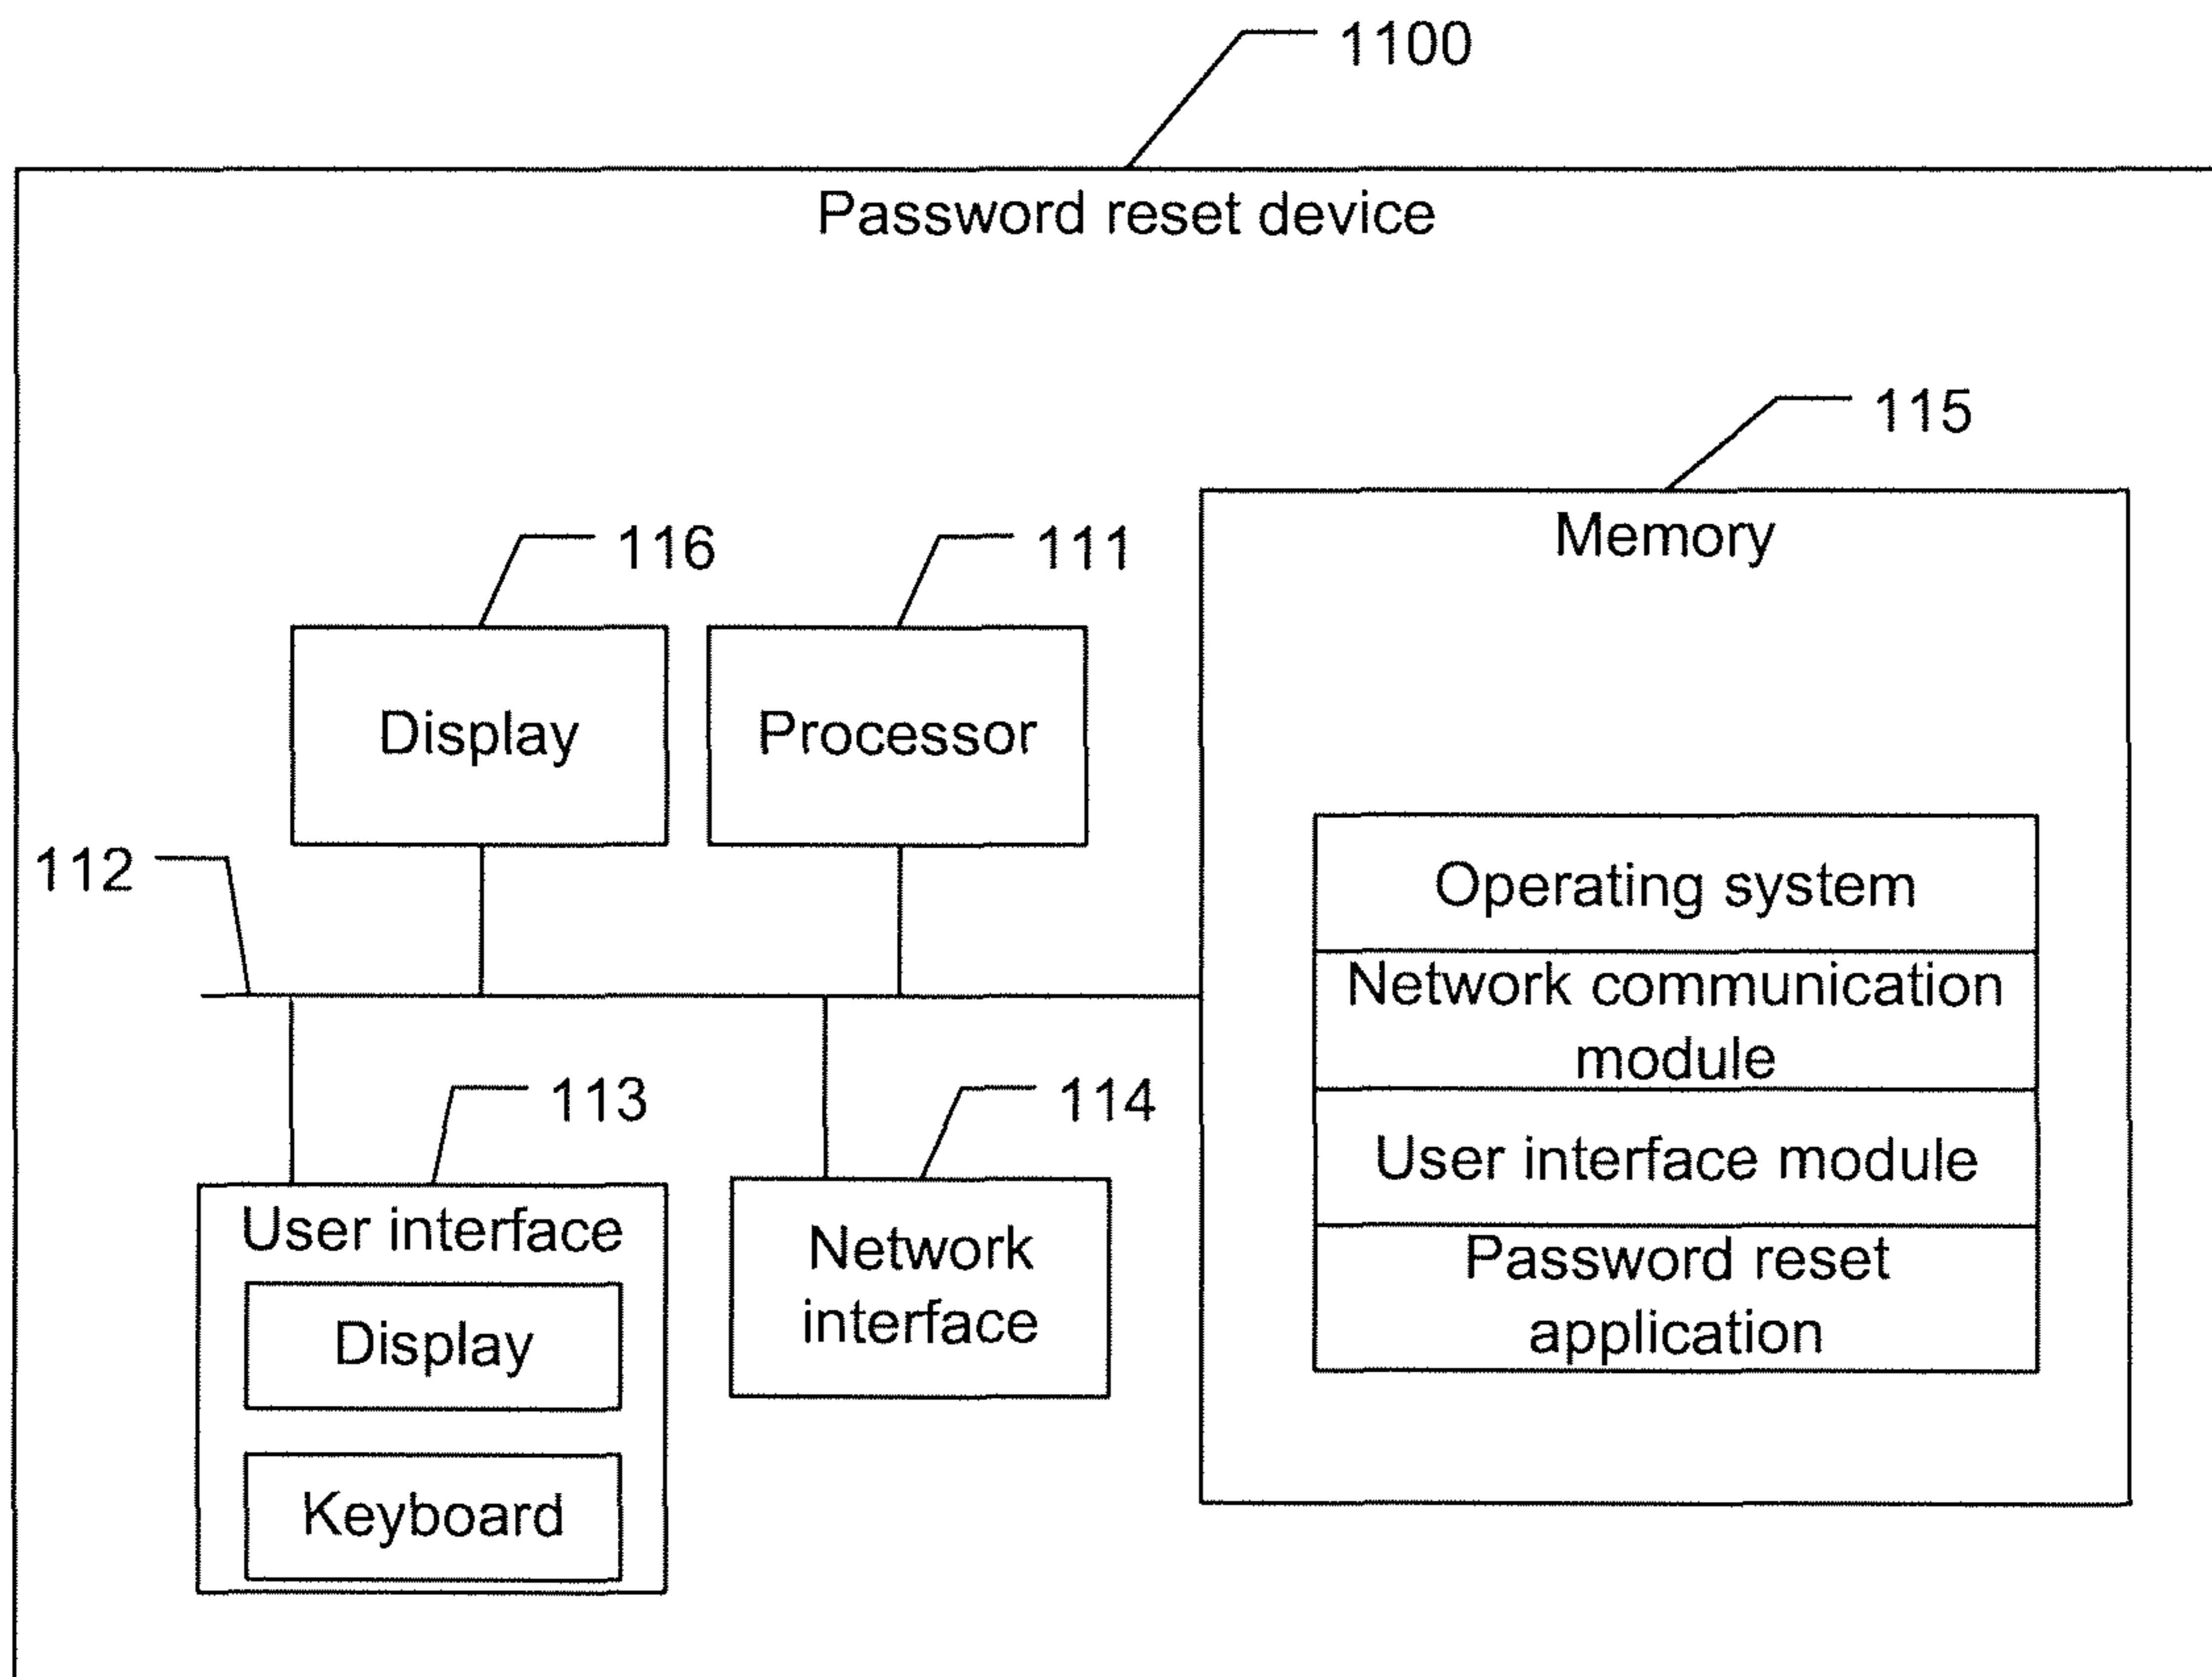 1100
Password reset device
115
Memory
116
111
Display
Processor
112
Operating system
Network communication
module
User interface module
Password reset
application
113
114
User interface
Display
Keyboard
Network
interface